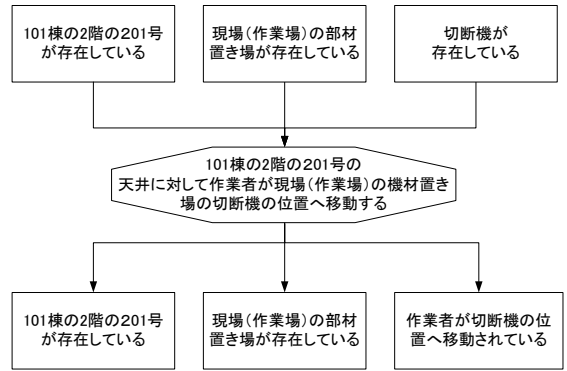 101棟の2階の201号
が存在している
現場(作業場)の部材
置き場が存在している
切断機が
存在している
101棟の2階の201号の
天井に対して作業者が現場(作業場)の機材置き
場の切断機の位置へ移動する
101棟の2階の201号
が存在している
現場(作業場)の部材
置き場が存在している
作業者が切断機の位
置へ移動されている